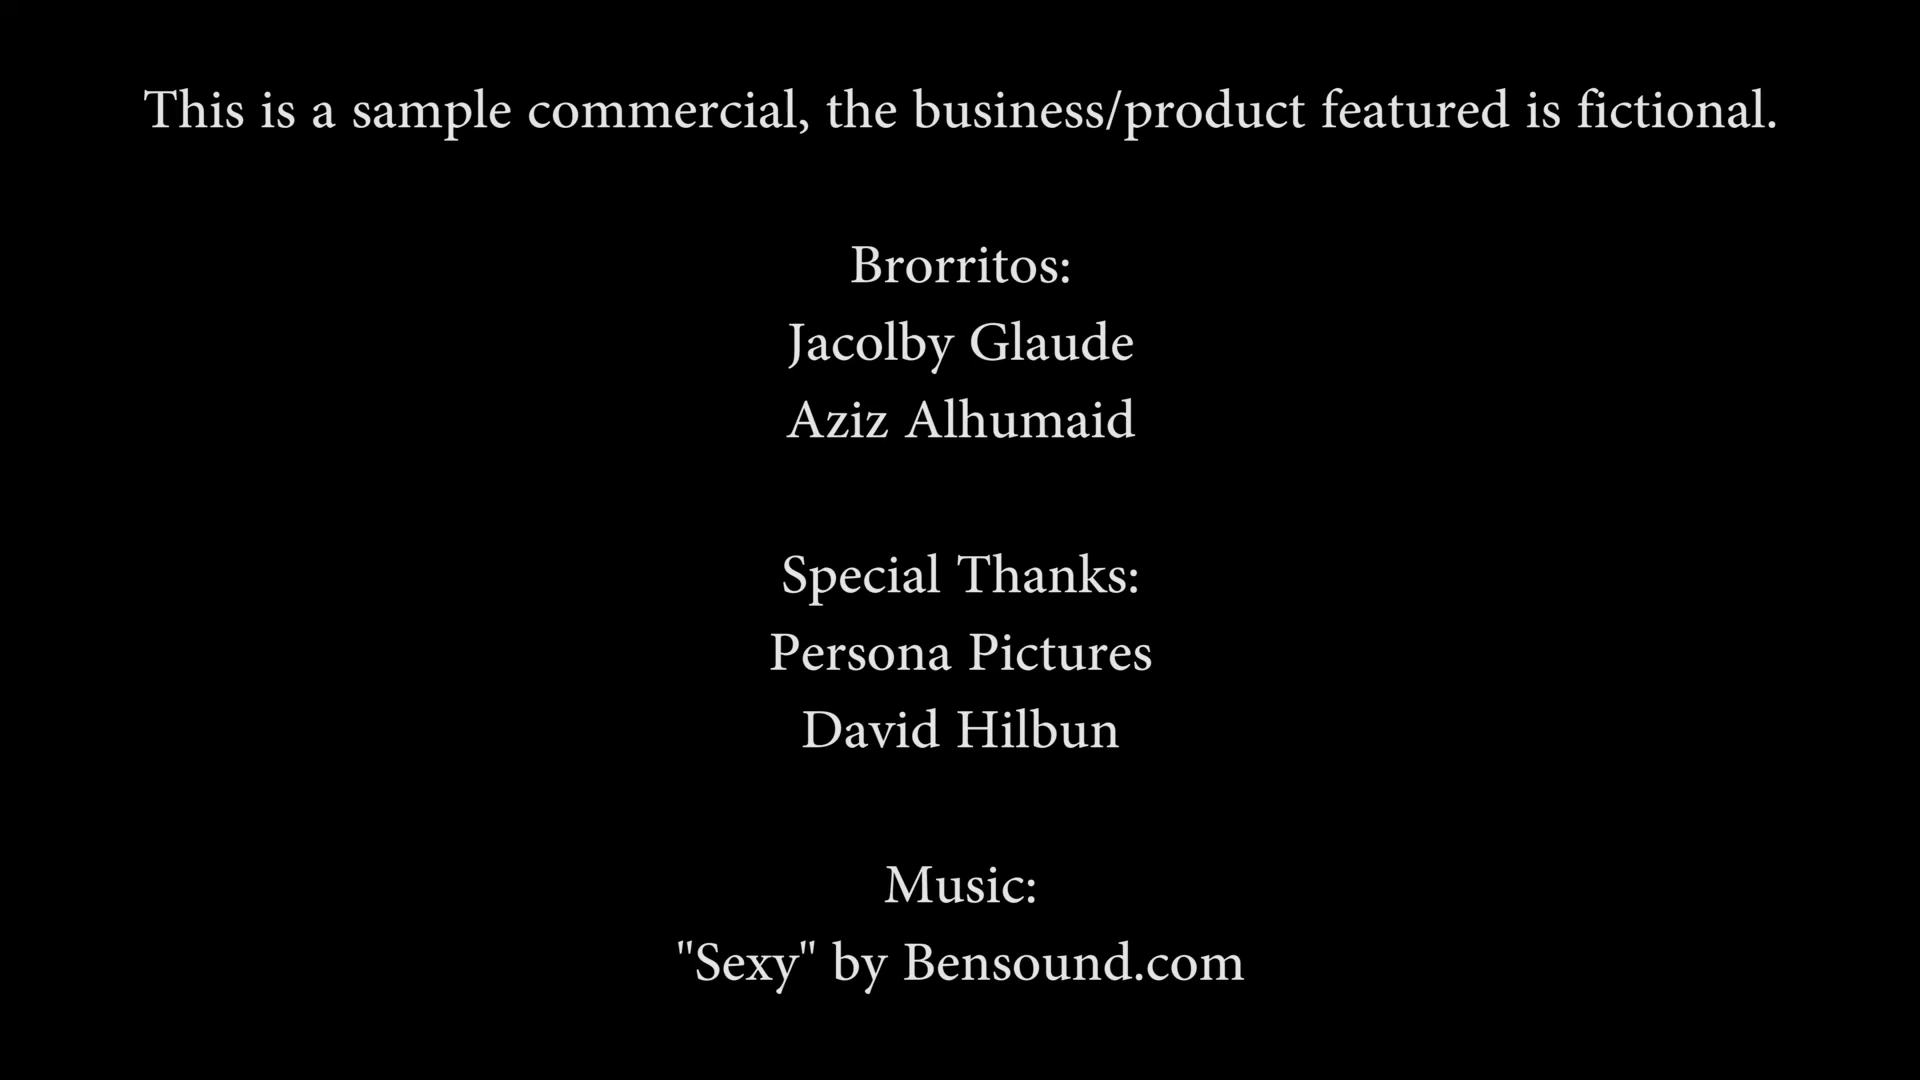 This is a sample commercial, the business/product featured is fictional.
Brorritos:
Jacolby Glaude
Aziz Alhumaid
Special Thanks:
Persona Pictures
David Hilbun
Music:
"Sexy" by Bensound.com